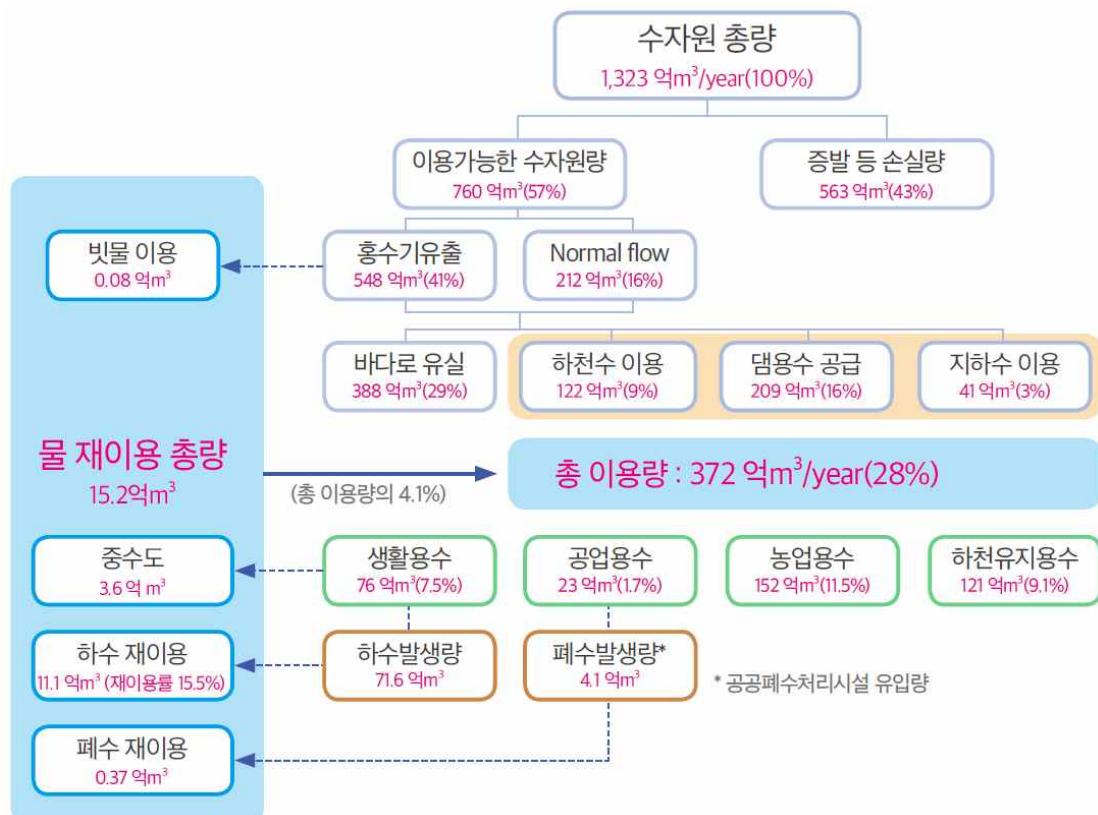 수자원 총량
1,323 억m³/year(100%)
이용가능한 수자원량
760 억m³(57%)
증발 등 손실량
563 억m³(43%)
빗물 이용
0.08 억m³
홍수기유출
548 억m³(41%)
Normal flow
212 억m³(16%)
바다로 유실
388 억m³(29%)
하천수 이용
122 억m³(9%)
댐용수 공급
209 억m³(16%)
지하수 이용
41 억m³(3%)
물 재이용 총량
15.2억m³
(총 이용량의 4.1%)
총 이용량 : 372 억m³/year(28%)
중수도
3.6 억 m³
생활용수
76 억m³(7.5%)
공업용수
23 억m³(1.7%)
농업용수
152 억m³(11.5%)
하천유지용수
121 억m³(9.1%)
하수 재이용
11.1 억m³ (재이용률 15.5%)
하수발생량
71.6 억m³
폐수발생량*
4.1 억m³
* 공공폐수처리시설 유입량
폐수 재이용
0.37 억m³